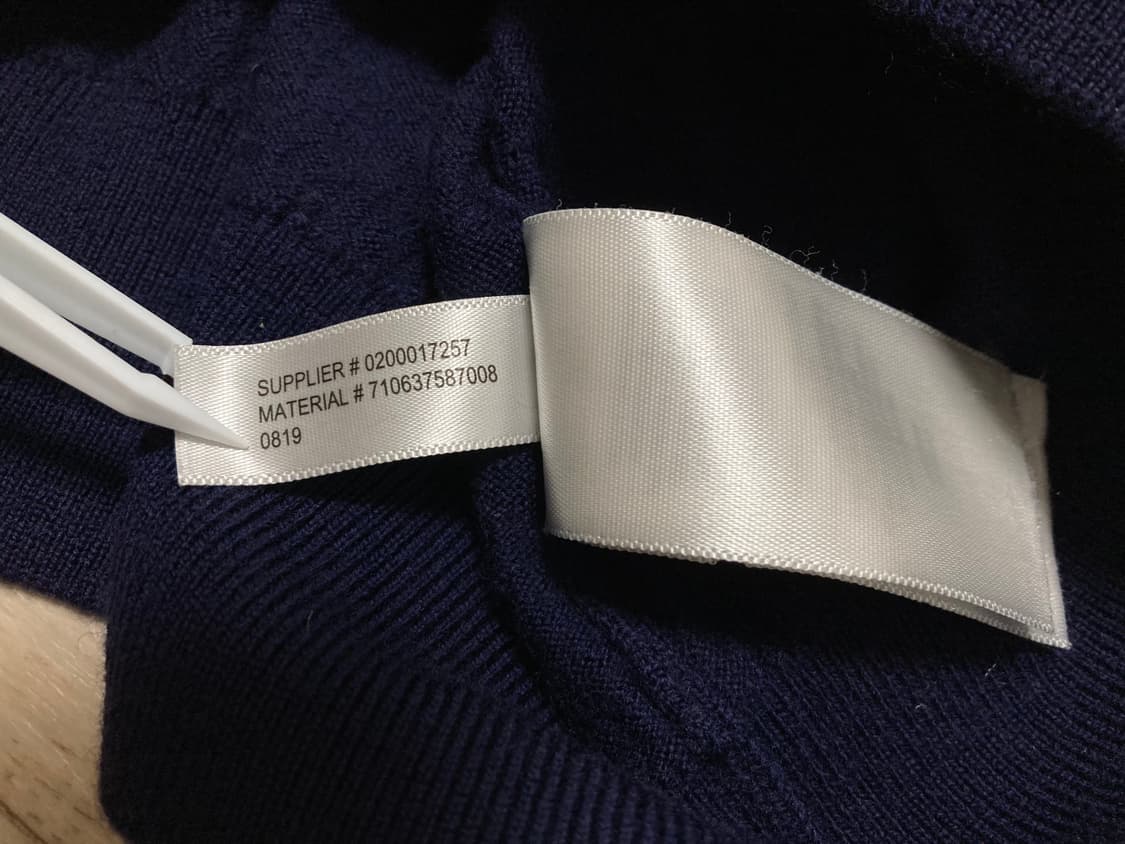 SUPPLIER # 0200017257
MATERIAL # 710637587008
0819